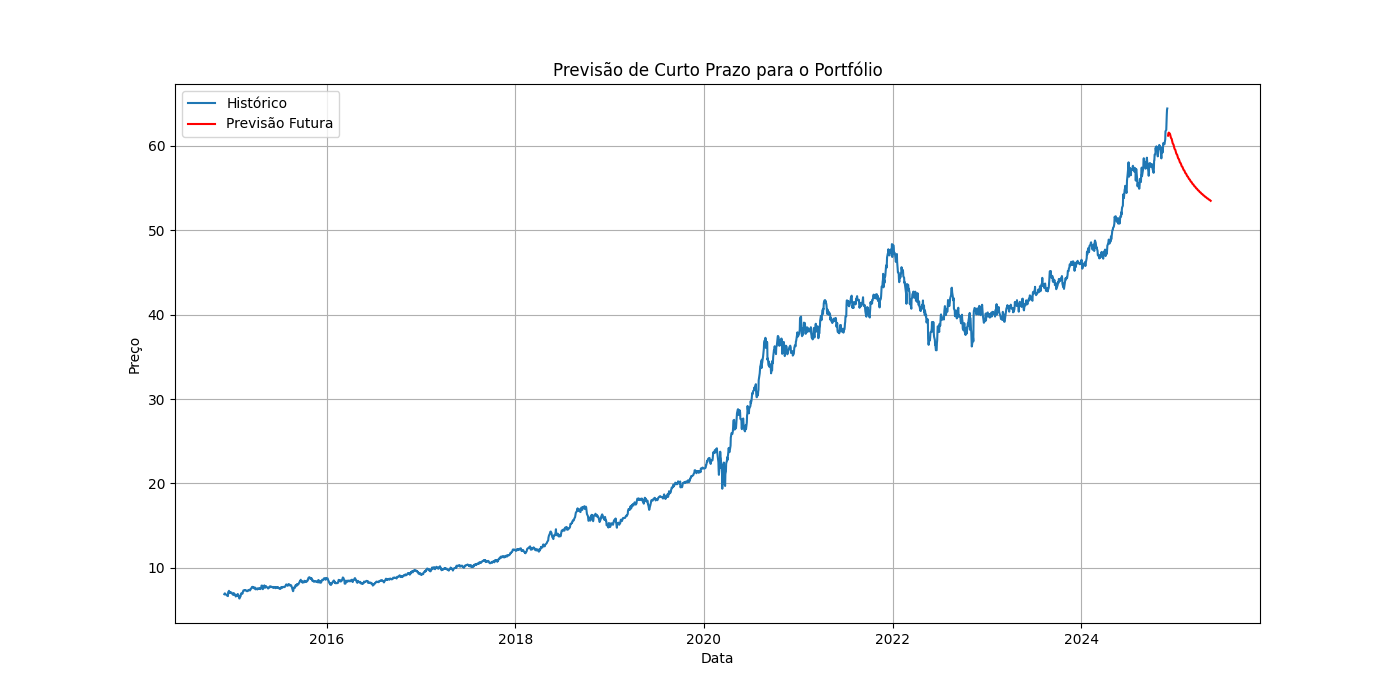 Previsão de Curto Prazo para o Portfólio
Histórico
Previsão Futura
Preço
60
50
40
30
20
10
2016 2018 2020 2022 2024
Data